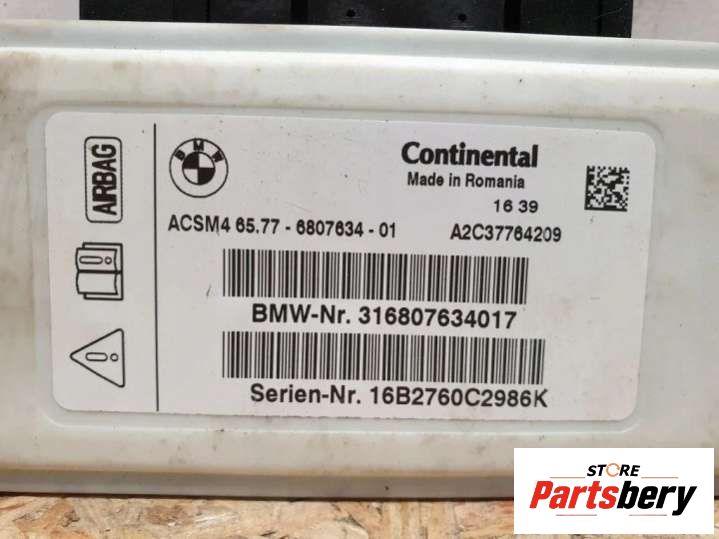 AIRBAG
BMW
Continental
Made in Romania
16 39
ACSM4 65.77 - 6807634 - 01 A2C37764209
BMW-Nr. 316807634017
Serien-Nr. 16B2760C2986K
STORE
Partsbery